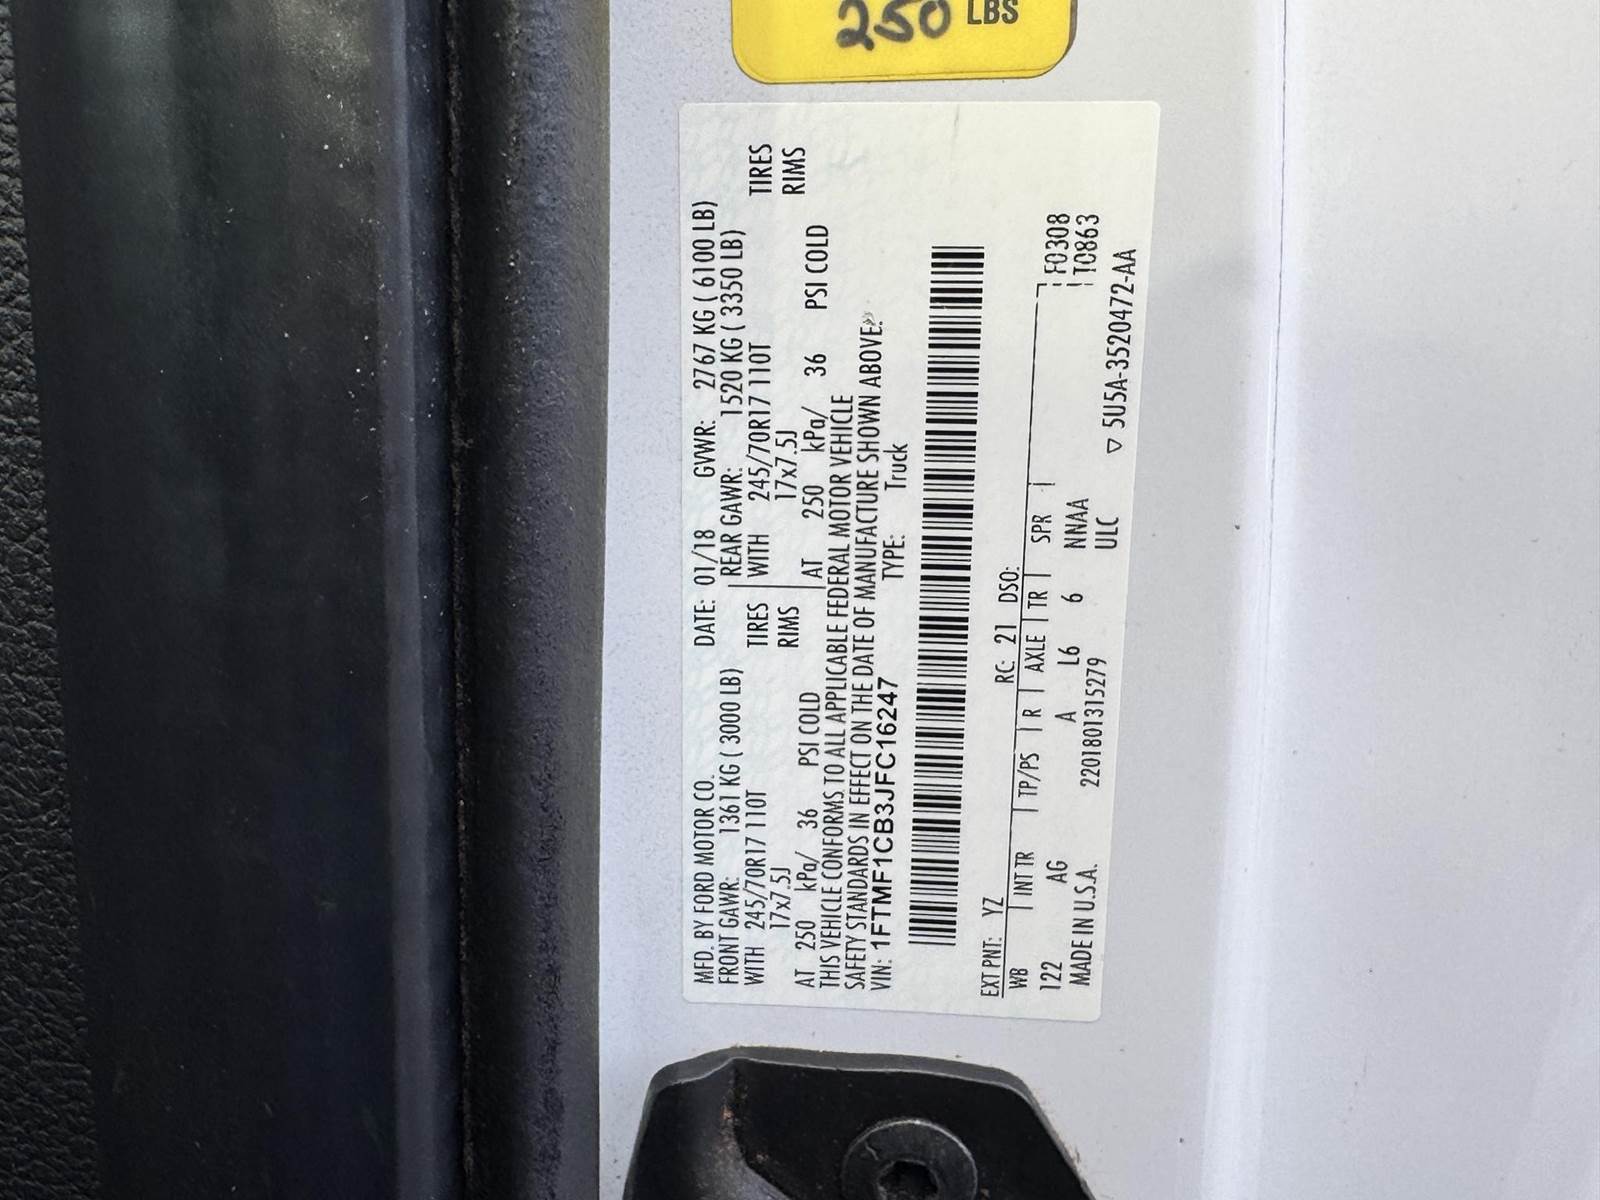 250 LBS
MFD. BY FORD MOTOR CO. DATE: 01/18 GVWR: 2767 KG ( 6100 LB)
FRONT GAWR: 1361 KG ( 3000 LB) REAR GAWR: 1520 KG ( 3350 LB)
WITH 245/70R17 110T TIRES WITH 245/70R17 110T TIRES
17x7.5J RIMS 17x7.5J RIMS
AT 250 kPa/ 36 PSI COLD AT 250 kPa/ 36 PSI COLD
THIS VEHICLE CONFORMS TO ALL APPLICABLE FEDERAL MOTOR VEHICLE
SAFETY STANDARDS IN EFFECT ON THE DATE OF MANUFACTURE SHOWN ABOVE.
VIN: 1FTMF1CB3JFC16247 TYPE: Truck
EXT PNT: YZ RC: 21 DSO:
WB INT TR TP/PS R AXLE TR SPR F0308
122 AG A L6 6 NNAA T0863
MADE IN U.S.A. 2201801315279 ULC
▽ 5U5A-3520472-AA